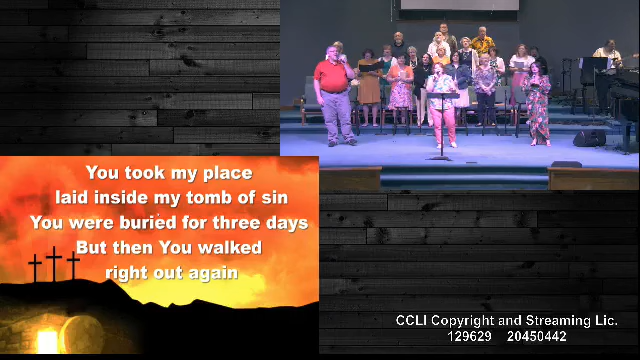 You took my place
laid inside my tomb of sin
You were buried for three days
But then You walked
right out again
CCLI Copyright and Streaming Lic.
129629 20450442